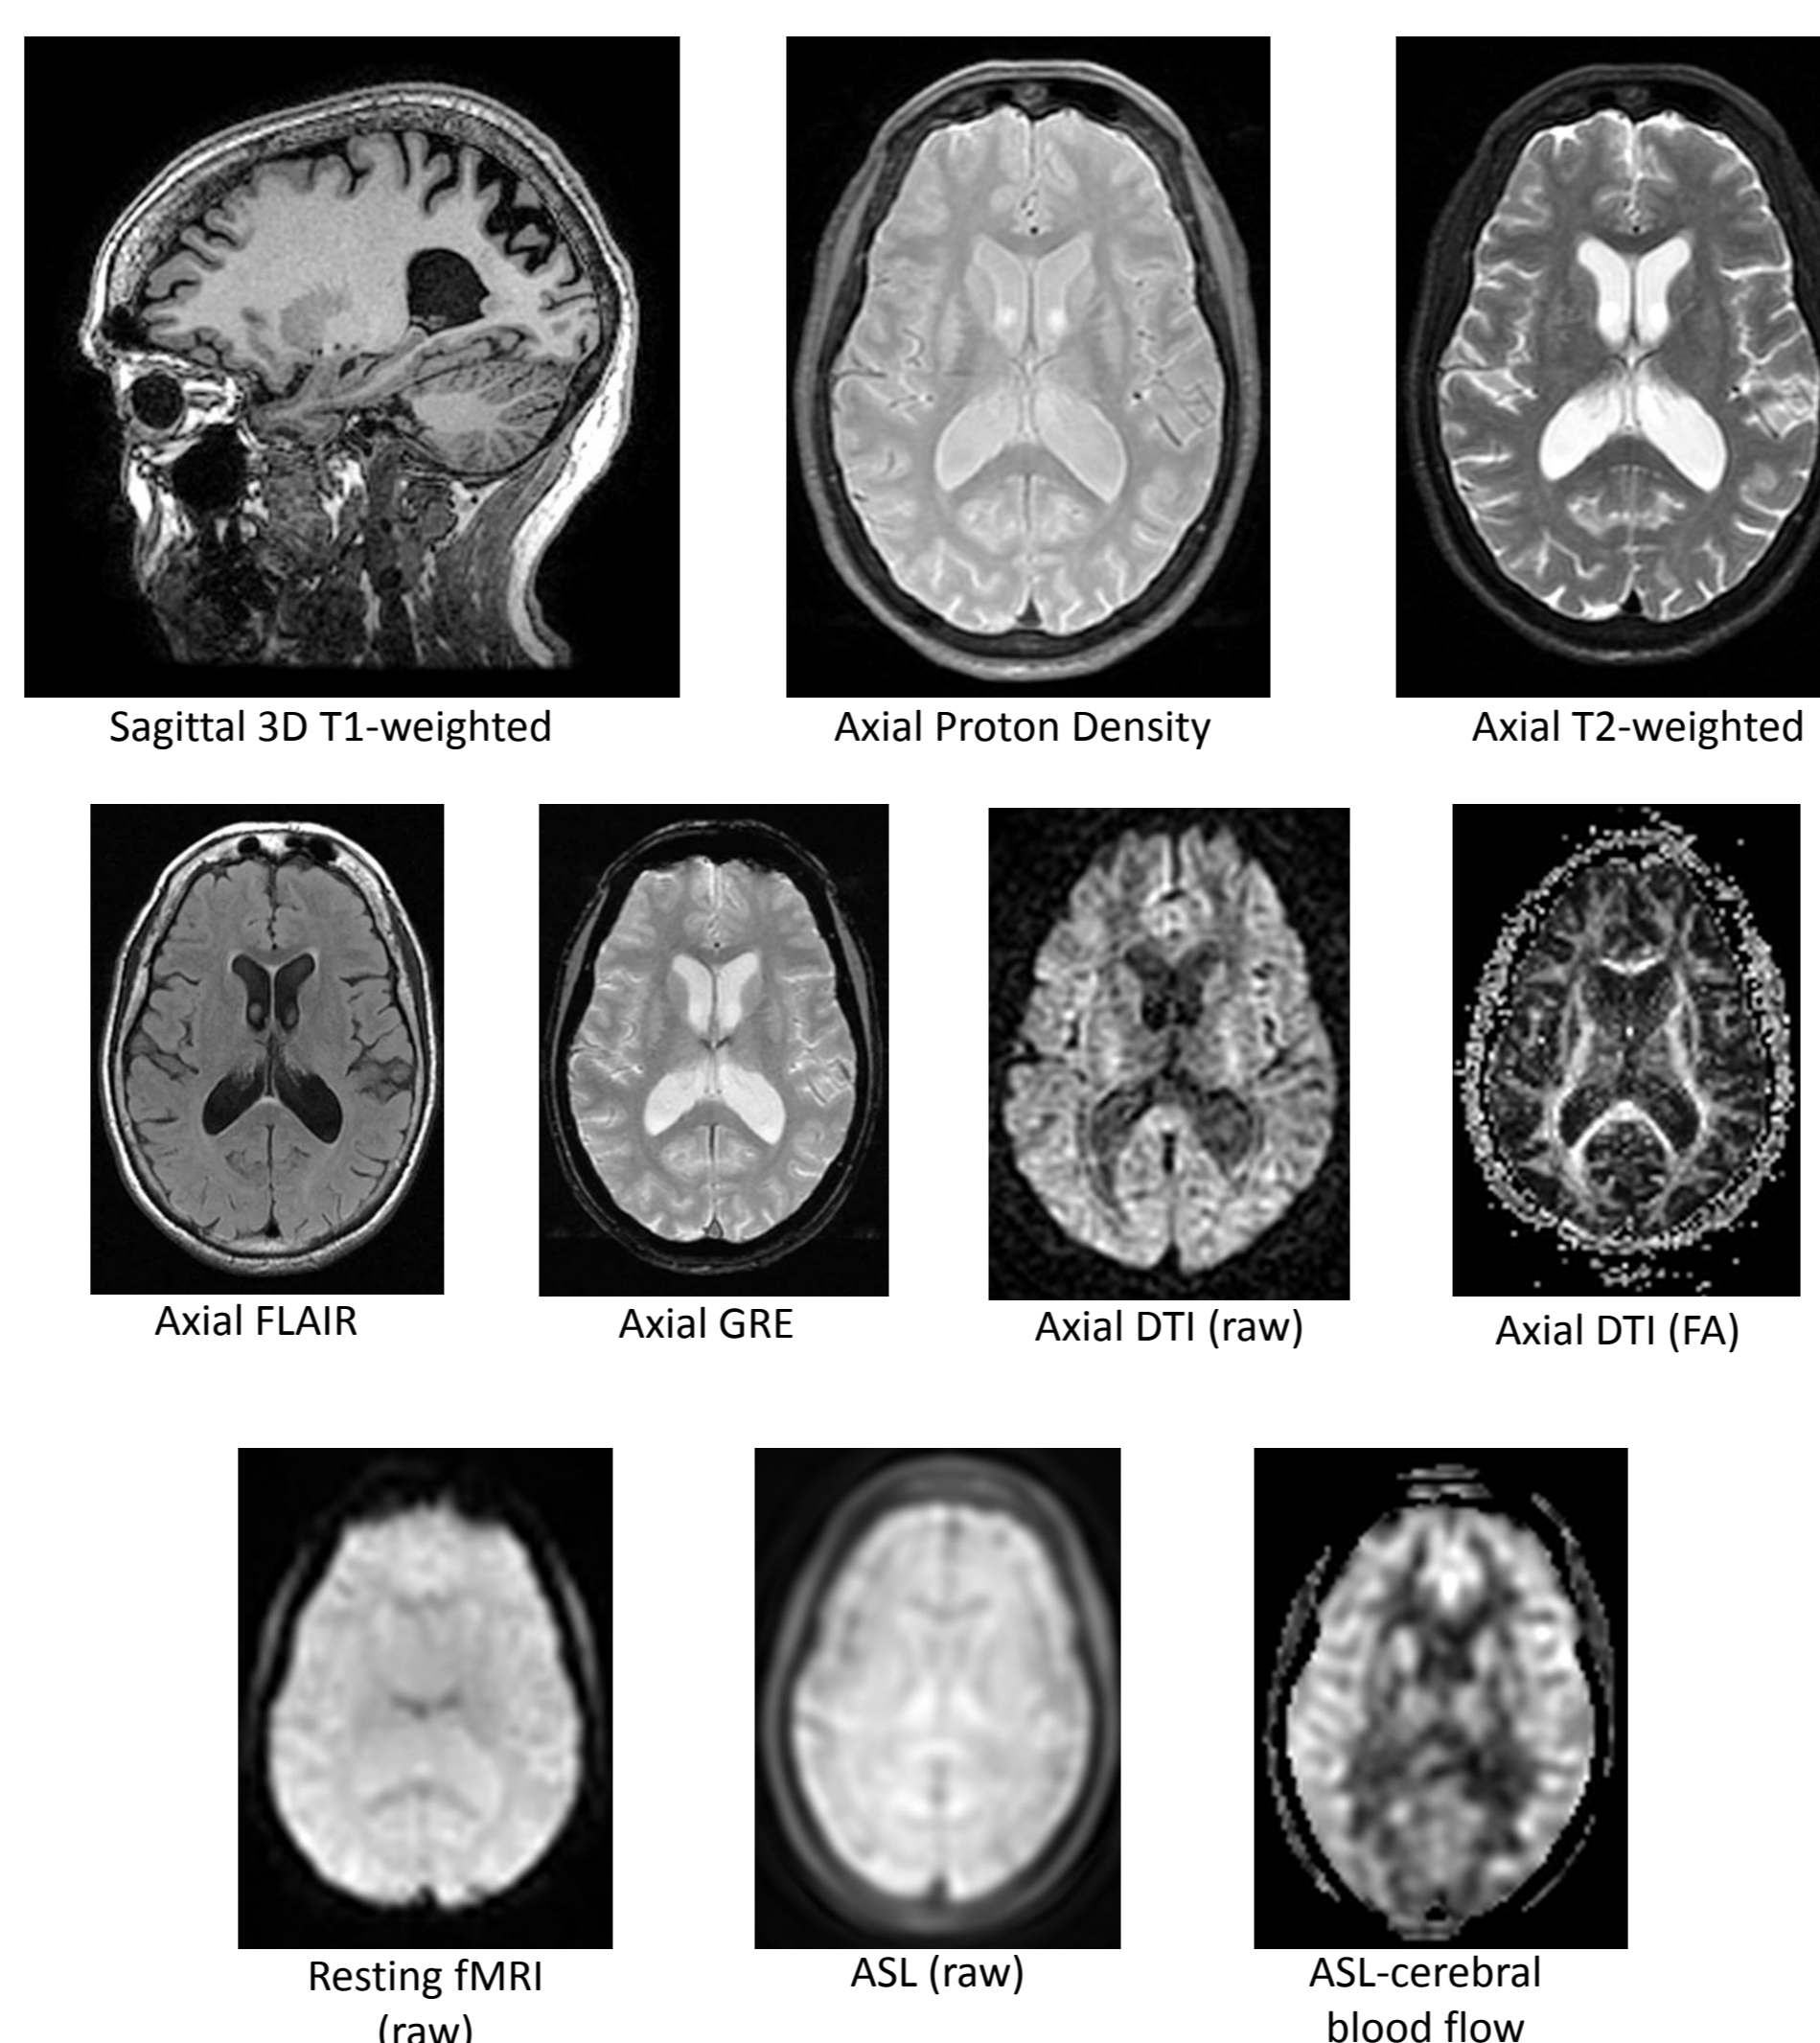 Sagittal 3D T1-weighted
Axial Proton Density
Axial T2-weighted
Axial FLAIR
Axial GRE
Axial DTI (raw)
Axial DTI (FA)
Resting fMRI
(raw)
ASL (raw)
ASL-cerebral
blood flow